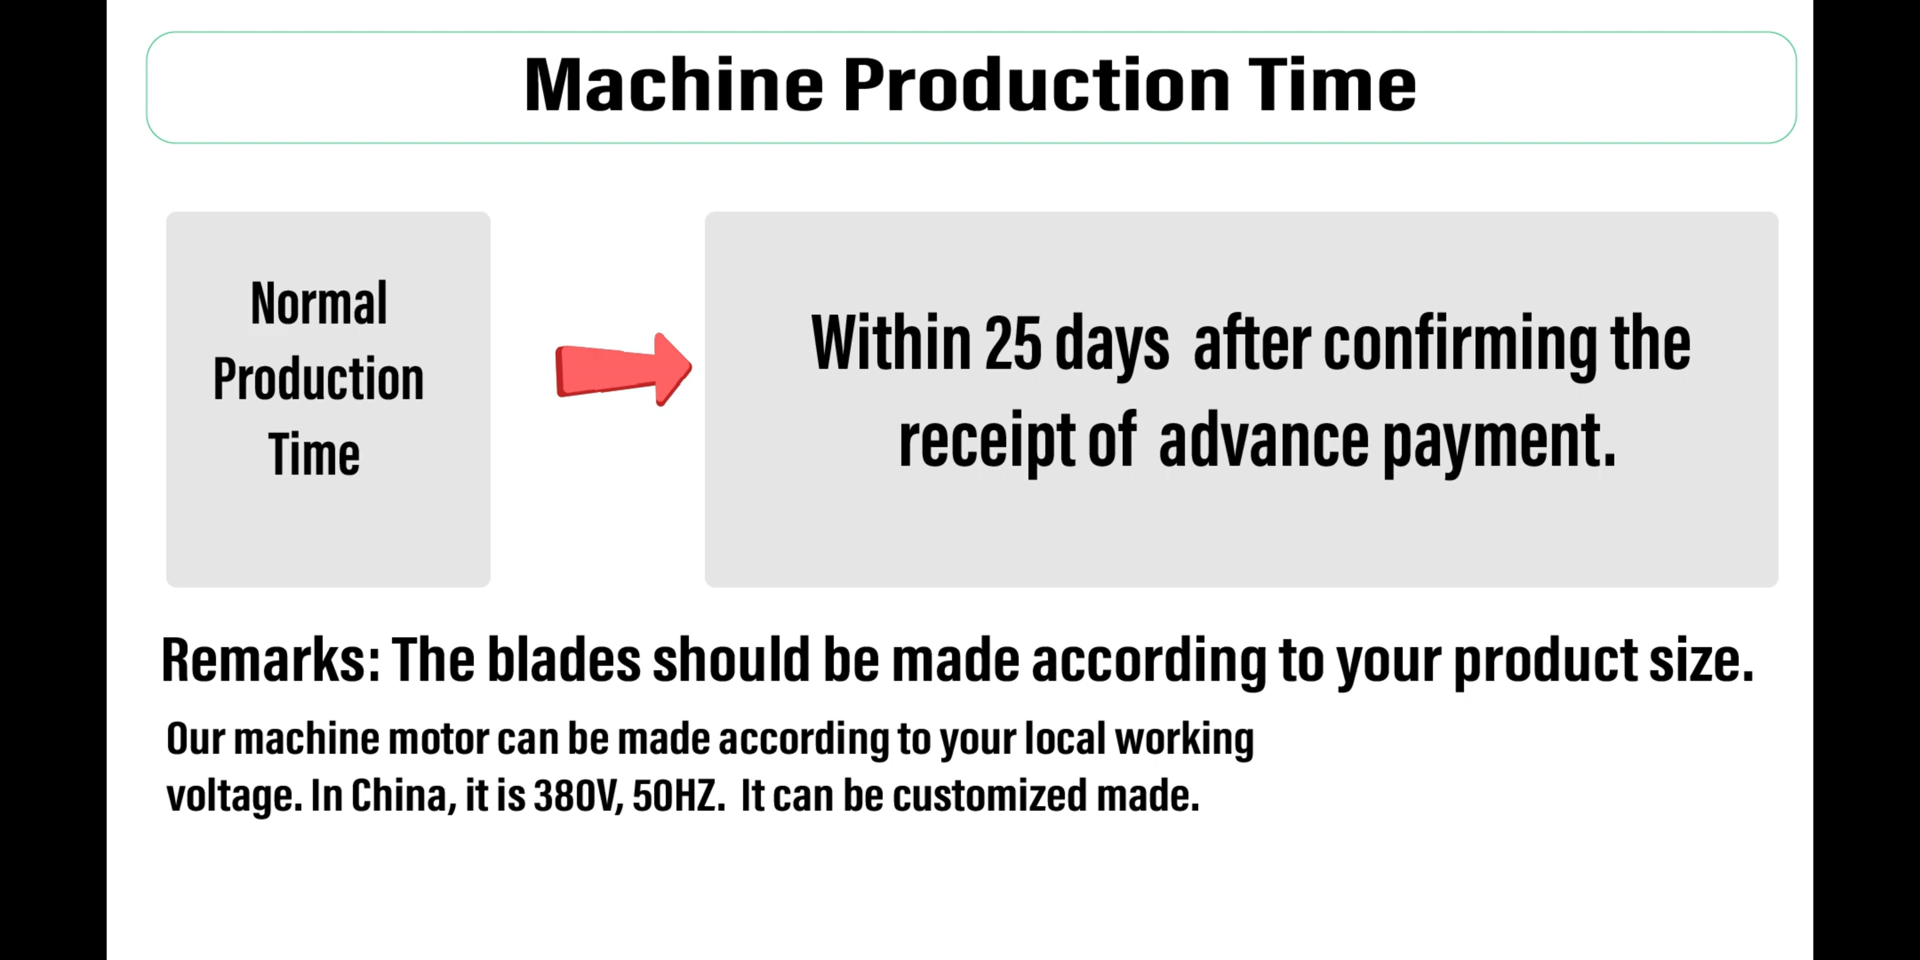 Machine Production Time
Normal
Production
Time
Within 25 days after confirming the
receipt of advance payment.
Remarks: The blades should be made according to your product size.
Our machine motor can be made according to your local working
voltage. In China, it is 380V, 50HZ. It can be customized made.